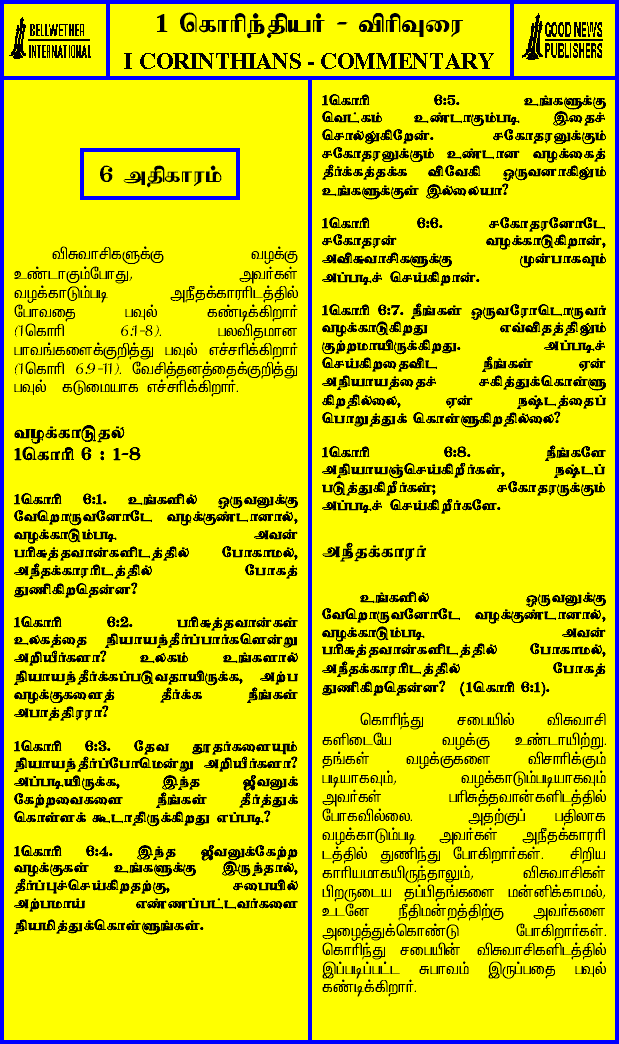 BELLWETHER
INTERNATIONAL
1 கொரிந்தியர் - விரிவுரை
I CORINTHIANS - COMMENTARY
GOOD NEWS
PUBLISHERS
6 அதிகாரம்
விசுவாசிகளுக்கு வழக்கு
உண்டாகும்போது, அவர்கள்
வழக்காடும்படி அநீதக்காரரிடத்தில்
போவதை பவுல் கண்டிக்கிறார்
(1கொரி 6:1-8). பலவிதமான
பாவங்களைக்குறித்து பவுல் எச்சரிக்கிறார்
(1கொரி 6:9-11). வேசித்தனத்தைக்குறித்து
பவுல் கடுமையாக எச்சரிக்கிறார்.
வழக்காடுதல்
1கொரி 6 : 1-8
1கொரி 6:1. உங்களில் ஒருவனுக்கு
வேறொருவனோடே வழக்குண்டானால்,
வழக்காடும்படி அவன்
பரிசுத்தவான்களிடத்தில் போகாமல்,
அநீதக்காரரிடத்தில் போகத்
துணிகிறதென்ன?
1கொரி 6:2. பரிசுத்தவான்கள்
உலகத்தை நியாயந்தீர்ப்பார்களென்று
அறியீர்களா? உலகம் உங்களால்
நியாயந்தீர்க்கப்படுவதாயிருக்க, அற்ப
வழக்குகளைத் தீர்க்க நீங்கள்
அபாத்திரரா?
1கொரி 6:3. தேவ தூதர்களையும்
நியாயந்தீர்ப்போமென்று அறியீர்களா?
அப்படியிருக்க, இந்த ஜீவனுக்
கேற்றவைகளை நீங்கள் தீர்த்துக்
கொள்ளக் கூடாதிருக்கிறது எப்படி?
1கொரி 6:4. இந்த ஜீவனுக்கேற்ற
வழக்குகள் உங்களுக்கு இருந்தால்,
தீர்ப்புச்செய்கிறதற்கு, சபையில்
அற்பமாய் எண்ணப்பட்டவர்களை
நியமித்துக்கொள்ளுங்கள்.
1கொரி 6:5. உங்களுக்கு
வெட்கம் உண்டாகும்படி இதைச்
சொல்லுகிறேன். சகோதரனுக்கும்
சகோதரனுக்கும் உண்டான வழக்கைத்
தீர்க்கத்தக்க விவேகி ஒருவனாகிலும்
உங்களுக்குள் இல்லையா?
1கொரி 6:6. சகோதரனோடே
சகோதரன் வழக்காடுகிறான்,
அவிசுவாசிகளுக்கு முன்பாகவும்
அப்படிச் செய்கிறான்.
1கொரி 6:7. நீங்கள் ஒருவரோடொருவர்
வழக்காடுகிறது எவ்விதத்திலும்
குற்றமாயிருக்கிறது. அப்படிச்
செய்கிறதைவிட நீங்கள் ஏன்
அநியாயத்தைச் சகித்துக்கொள்ளு
கிறதில்லை, ஏன் நஷ்டத்தைப்
பொறுத்துக் கொள்ளுகிறதில்லை?
1கொரி 6:8. நீங்களே
அநியாயஞ்செய்கிறீர்கள், நஷ்டப்
படுத்துகிறீர்கள்; சகோதரருக்கும்
அப்படிச் செய்கிறீர்களே.
அநீதக்காரர்
உங்களில் ஒருவனுக்கு
வேறொருவனோடே வழக்குண்டானால்,
வழக்காடும்படி அவன்
பரிசுத்தவான்களிடத்தில் போகாமல்,
அநீதக்காரரிடத்தில் போகத்
துணிகிறதென்ன? (1கொரி 6:1).
கொரிந்து சபையில் விசுவாசி
களிடையே வழக்கு உண்டாயிற்று.
தங்கள் வழக்குகளை விசாரிக்கும்
படியாகவும், வழக்காடும்படியாகவும்
அவர்கள் பரிசுத்தவான்களிடத்தில்
போகவில்லை. அதற்குப் பதிலாக
வழக்காடும்படி அவர்கள் அநீதக்காரரி
டத்தில் துணிந்து போகிறார்கள். சிறிய
காரியமாகயிருந்தாலும், விசுவாசிகள்
பிறருடைய தப்பிதங்களை மன்னிக்காமல்,
உடனே நீதிமன்றத்திற்கு அவர்களை
அழைத்துக்கொண்டு போகிறார்கள்.
கொரிந்து சபையின் விசுவாசிகளிடத்தில்
இப்படிப்பட்ட சுபாவம் இருப்பதை பவுல்
கண்டிக்கிறார்.